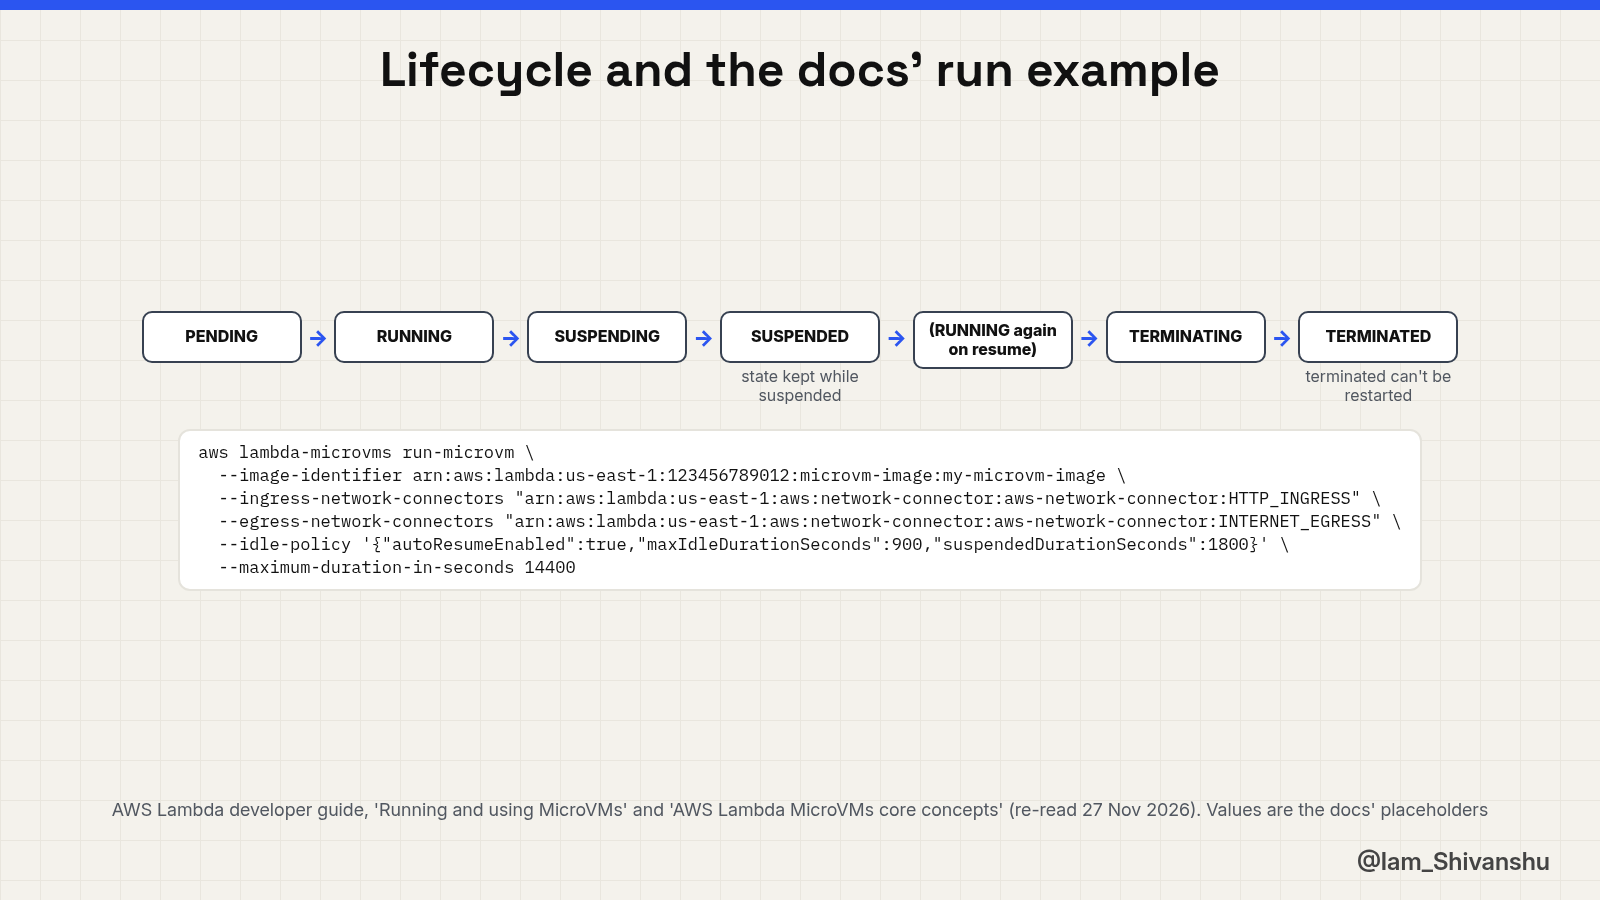 Lifecycle and the docs’ run example
PENDING → RUNNING → SUSPENDING → SUSPENDED → (RUNNING again on resume) → TERMINATING → TERMINATED
state kept while
suspended
terminated can't be
restarted
aws lambda-microvms run-microvm \
  --image-identifier arn:aws:lambda:us-east-1:123456789012:microvm-image:my-microvm-image \
  --ingress-network-connectors "arn:aws:lambda:us-east-1:aws:network-connector:aws-network-connector:HTTP_INGRESS" \
  --egress-network-connectors "arn:aws:lambda:us-east-1:aws:network-connector:aws-network-connector:INTERNET_EGRESS" \
  --idle-policy '{"autoResumeEnabled":true,"maxIdleDurationSeconds":900,"suspendedDurationSeconds":1800}' \
  --maximum-duration-in-seconds 14400
AWS Lambda developer guide, 'Running and using MicroVMs' and 'AWS Lambda MicroVMs core concepts' (re-read 27 Nov 2026). Values are the docs' placeholders
@Iam_Shivanshu